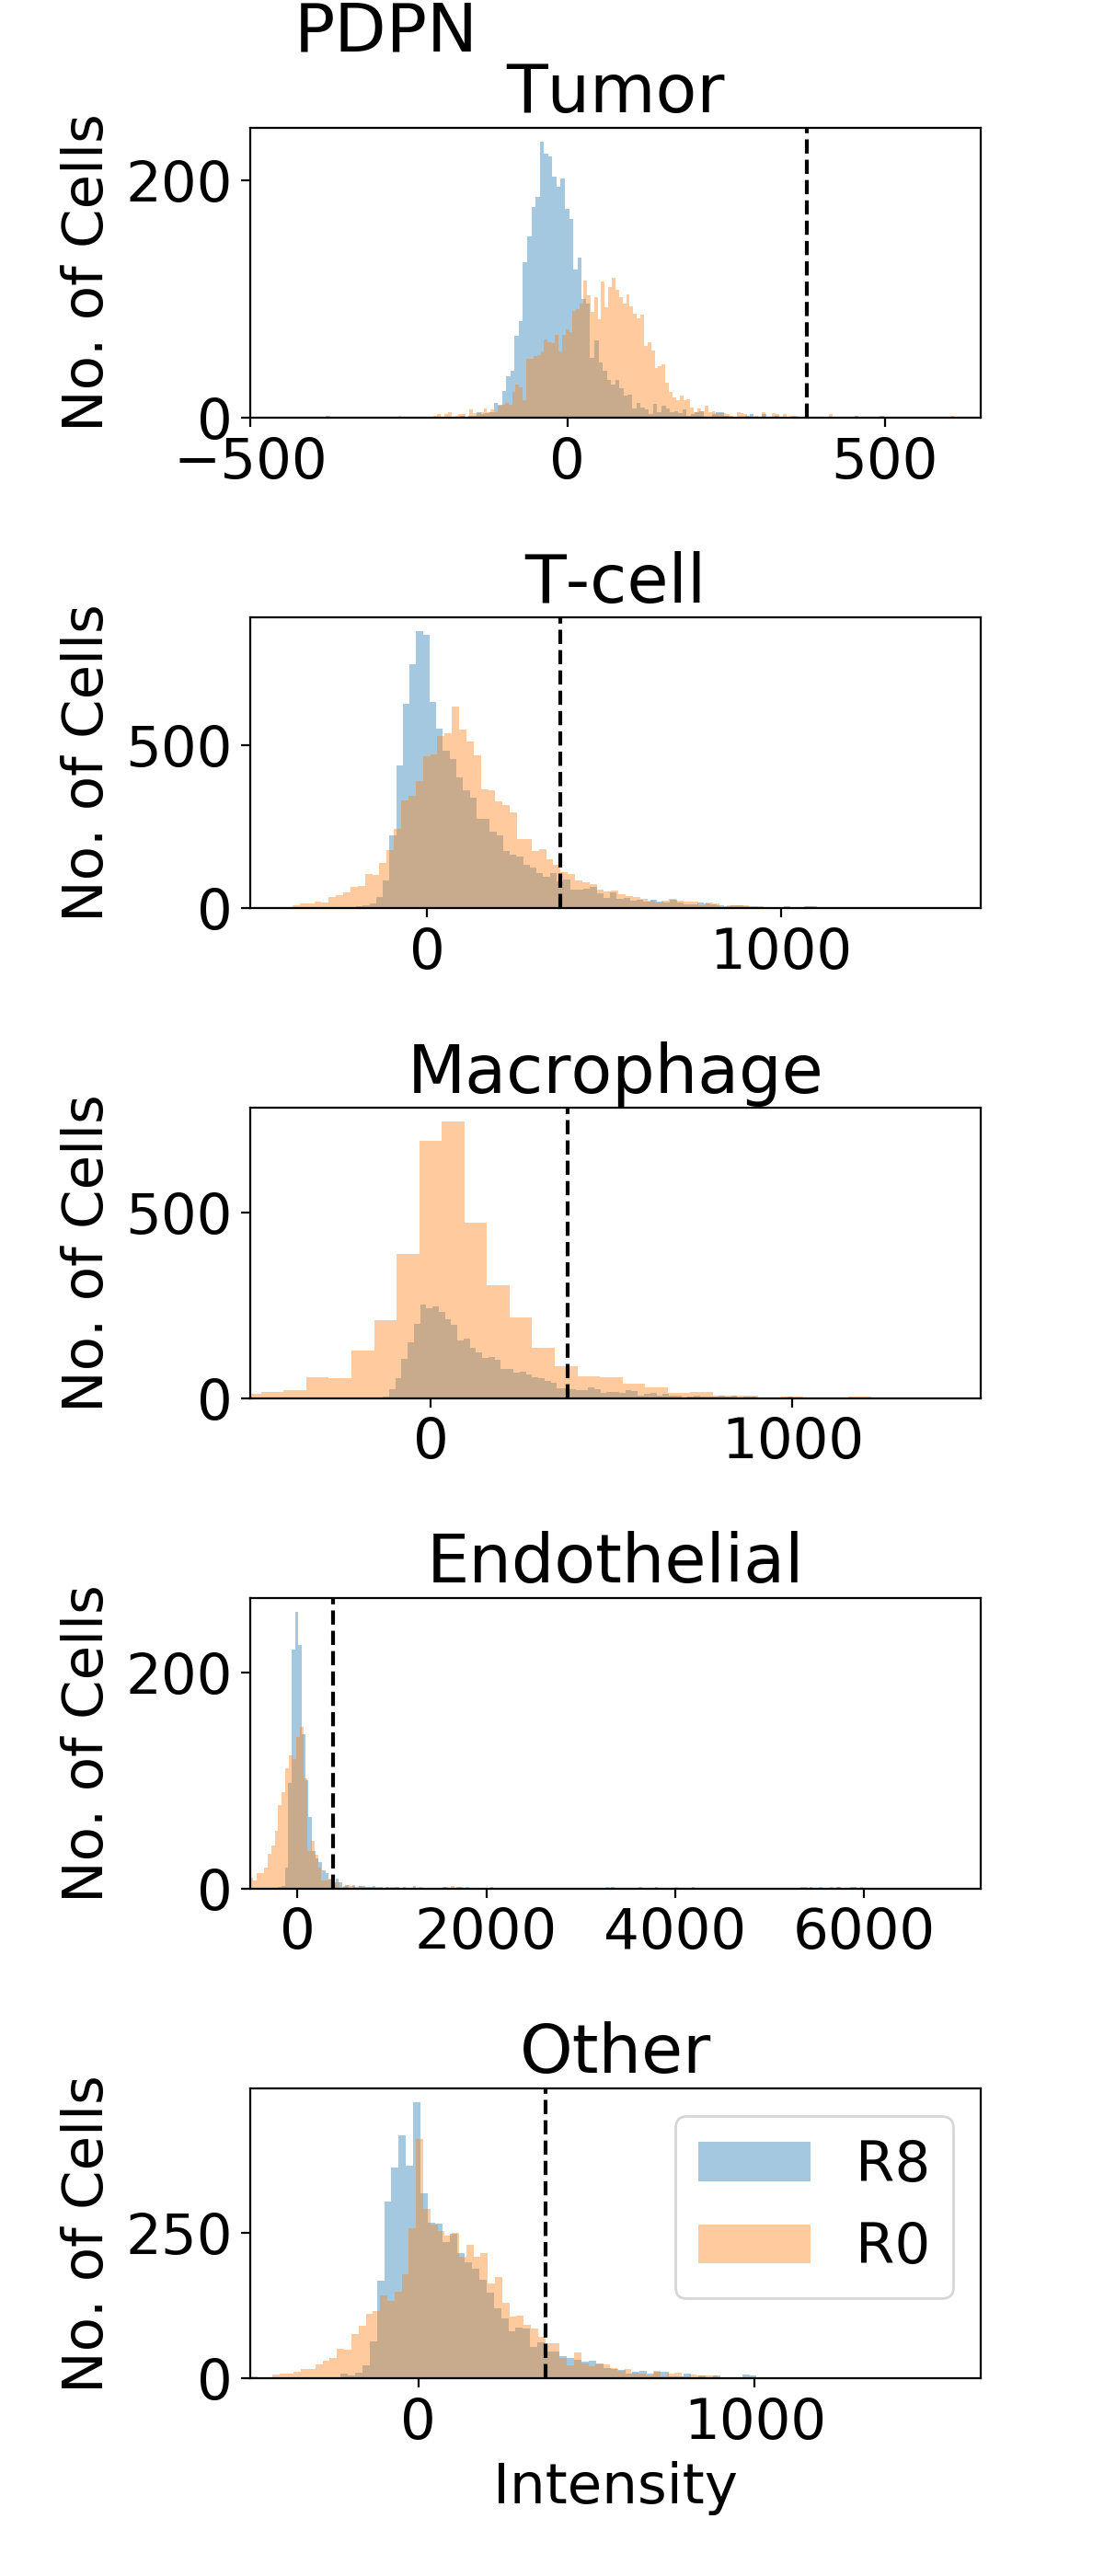 PDPN
Tumor
No. of Cells
200
0
−500 0 500
T-cell
No. of Cells
500
0
0 1000
Macrophage
No. of Cells
500
0
0 1000
Endothelial
No. of Cells
200
0
0 2000 4000 6000
Other
No. of Cells
R8
R0
250
0
0 1000
Intensity